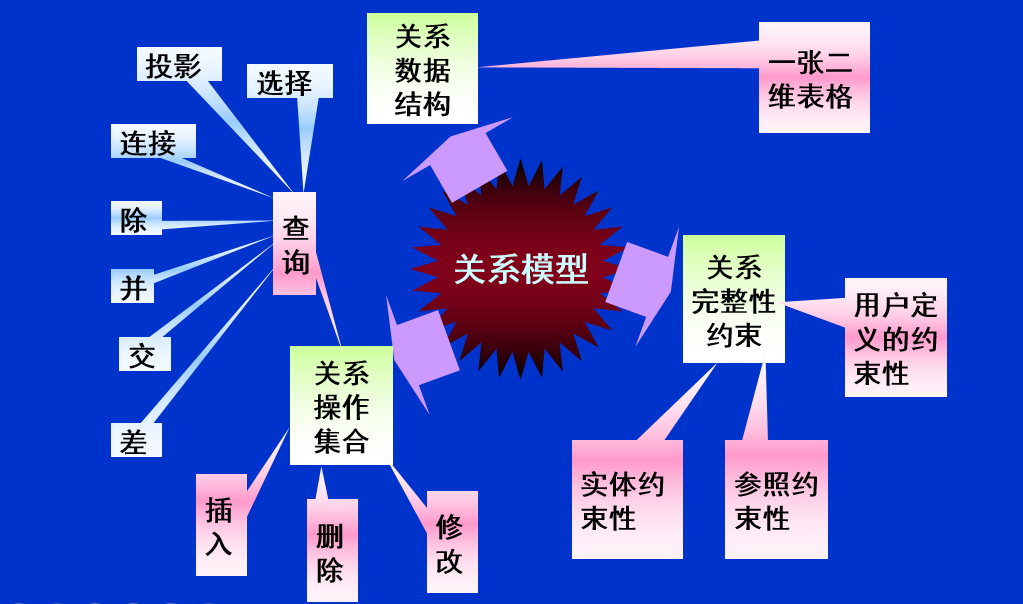 关系
数据
结构
一张二
维表格
投影
选择
连接
除
并
交
差
查
询
关系模型
关系
操作
集合
插
入
删
除
修
改
关系
完整性
约束
用户定
义的约
束性
实体约
束性
参照约
束性